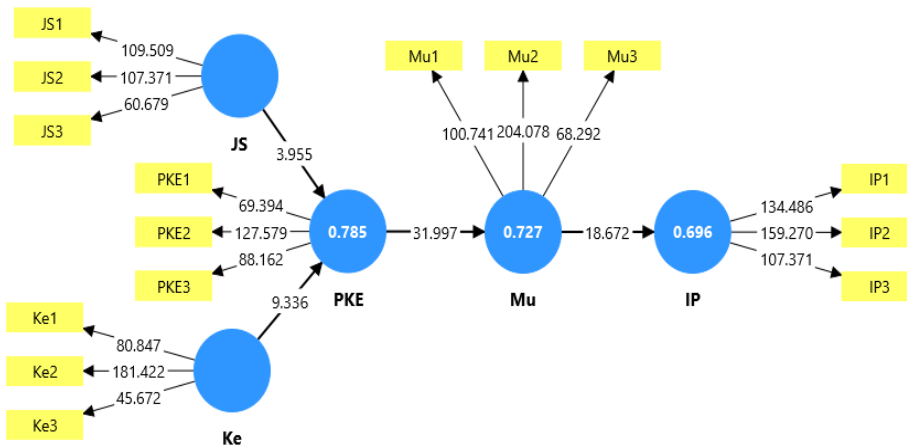 JS1
109.509
JS2
107.371
JS3
60.679
JS
3.955
PKE1
69.394
PKE2
127.579
PKE3
88.162
0.785
PKE
31.997
Mu1
Mu2
Mu3
100.741
204.078
68.292
0.727
Mu
18.672
0.696
IP
134.486
IP1
159.270
IP2
107.371
IP3
9.336
Ke1
80.847
Ke2
181.422
Ke3
45.672
Ke